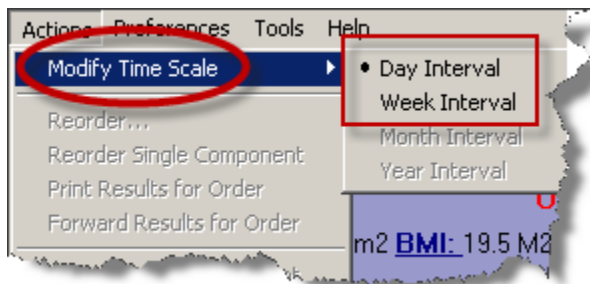 Actions Preferences Tools Help
Modify Time Scale
• Day Interval
Week Interval
Month Interval
Year Interval
Reorder...
Reorder Single Component
Print Results for Order
Forward Results for Order
m2 BMI: 19.5 M2